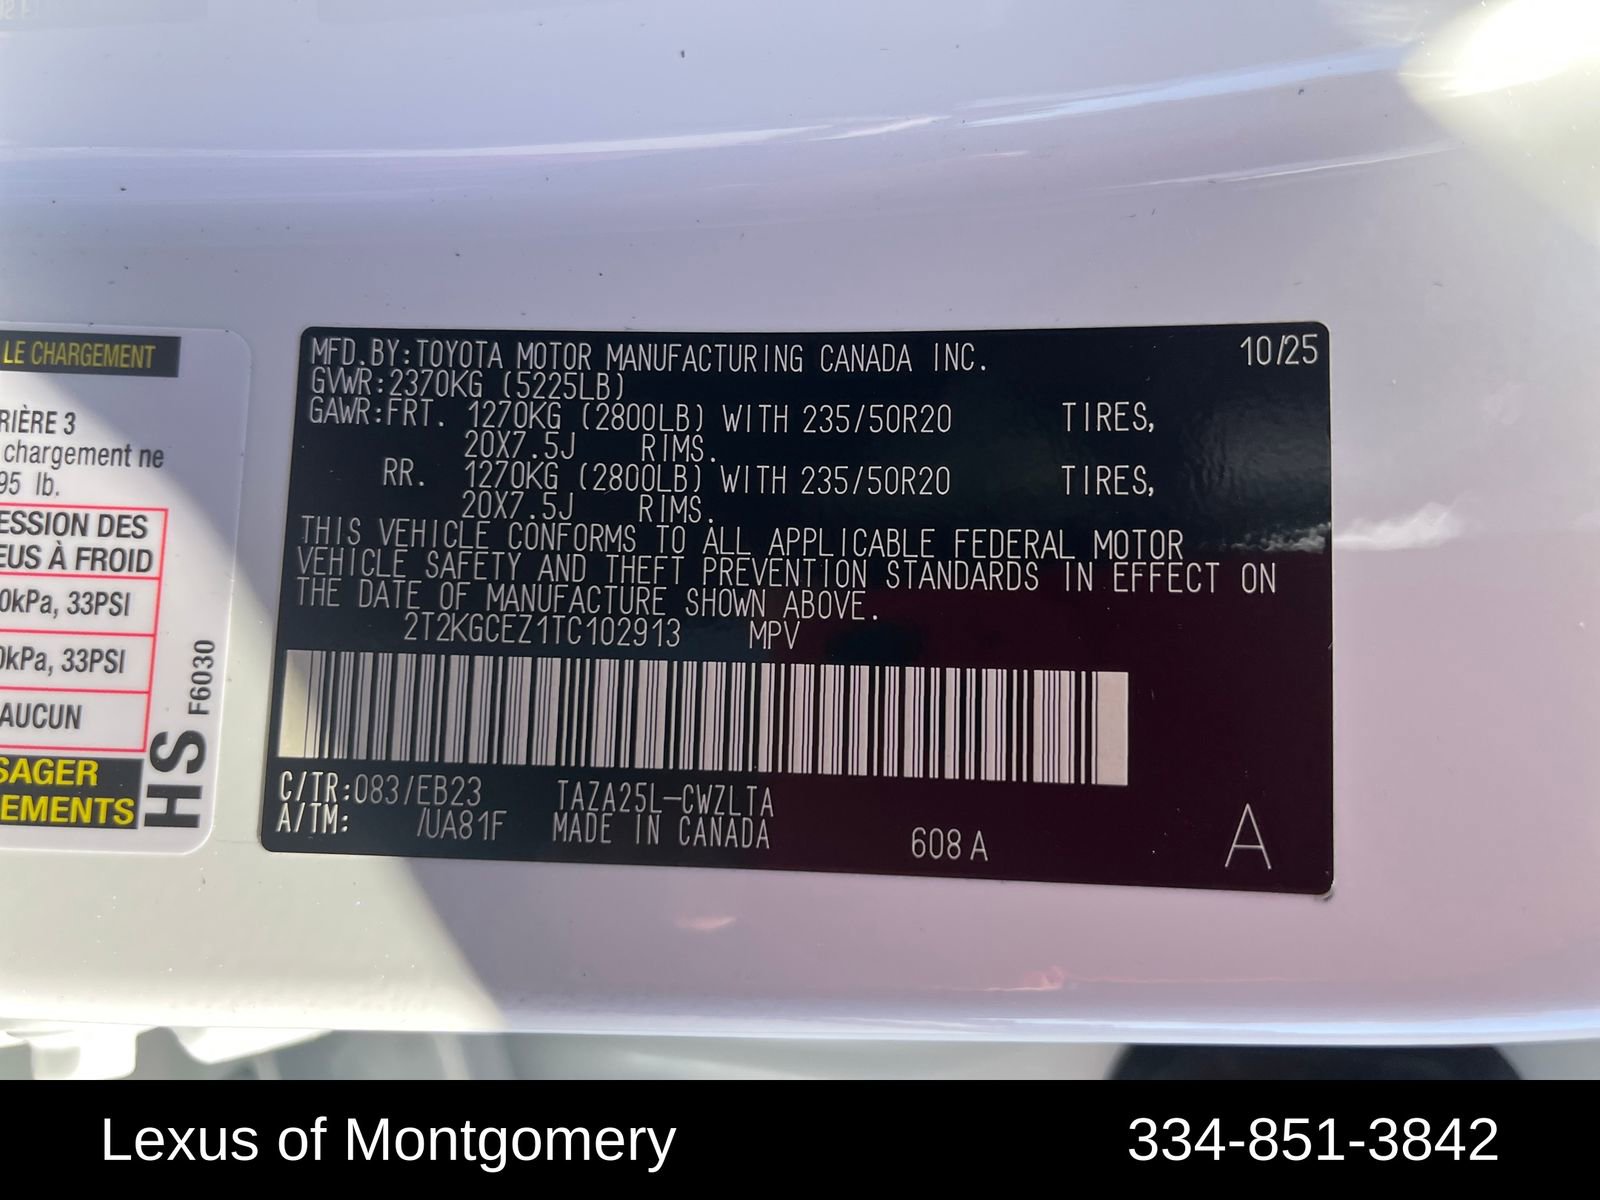 LE CHARGEMENT
RIÈRE 3
chargement ne
95 lb.
ESSION DES
EUS À FROID
0kPa, 33PSI
0kPa, 33PSI
AUCUN
SAGER
EMENTS
HS F6030
MFD.BY:TOYOTA MOTOR MANUFACTURING CANADA INC. 10/25
GVWR:2370KG (5225LB)
GAWR:FRT. 1270KG (2800LB) WITH 235/50R20 TIRES,
20X7.5J RIMS.
RR. 1270KG (2800LB) WITH 235/50R20 TIRES,
20X7.5J RIMS.
THIS VEHICLE CONFORMS TO ALL APPLICABLE FEDERAL MOTOR
VEHICLE SAFETY AND THEFT PREVENTION STANDARDS IN EFFECT ON
THE DATE OF MANUFACTURE SHOWN ABOVE.
2T2KGCEZ1TC102913 MPV
C/TR:083/EB23 TAZA25L-CWZLTA
A/TM: /UA81F MADE IN CANADA 608A A
Lexus of Montgomery 334-851-3842